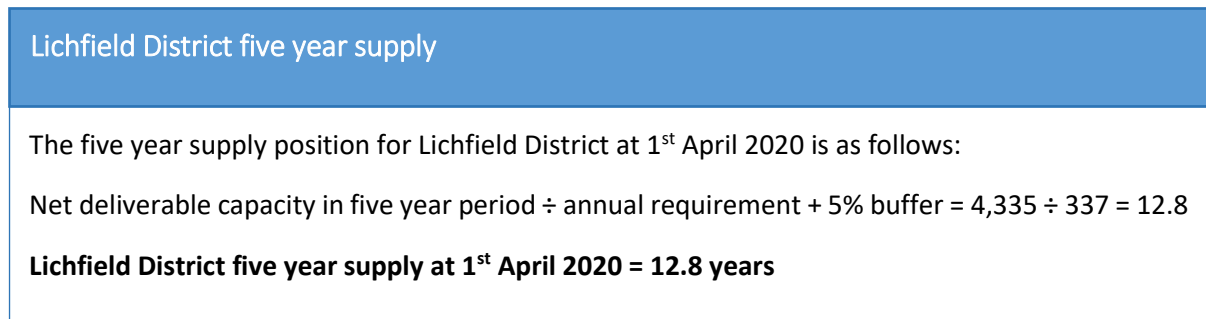 Lichfield District five year supply
The five year supply position for Lichfield District at 1st April 2020 is as follows:
Net deliverable capacity in five year period ÷ annual requirement + 5% buffer = 4,335 ÷ 337 = 12.8
Lichfield District five year supply at 1st April 2020 = 12.8 years